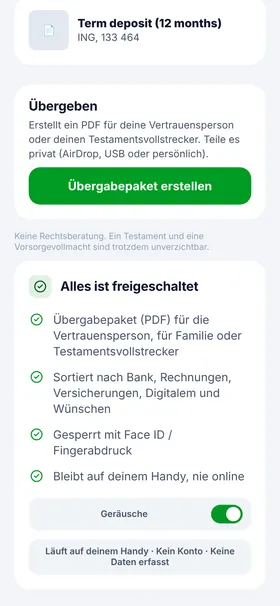 Term deposit (12 months)
ING, 133 464
Übergeben
Erstellt ein PDF für deine Vertrauensperson
oder deinen Testamentsvollstrecker. Teile es
privat (AirDrop, USB oder persönlich).
Übergabepaket erstellen
Keine Rechtsberatung. Ein Testament und eine
Vorsorgevollmacht sind trotzdem unverzichtbar.
Alles ist freigeschaltet
Übergabepaket (PDF) für die
Vertrauensperson, für Familie oder
Testamentsvollstrecker
Sortiert nach Bank, Rechnungen,
Versicherungen, Digitalem und
Wünschen
Gesperrt mit Face ID /
Fingerabdruck
Bleibt auf deinem Handy, nie online
Geräusche
Läuft auf deinem Handy · Kein Konto · Keine
Daten erfasst